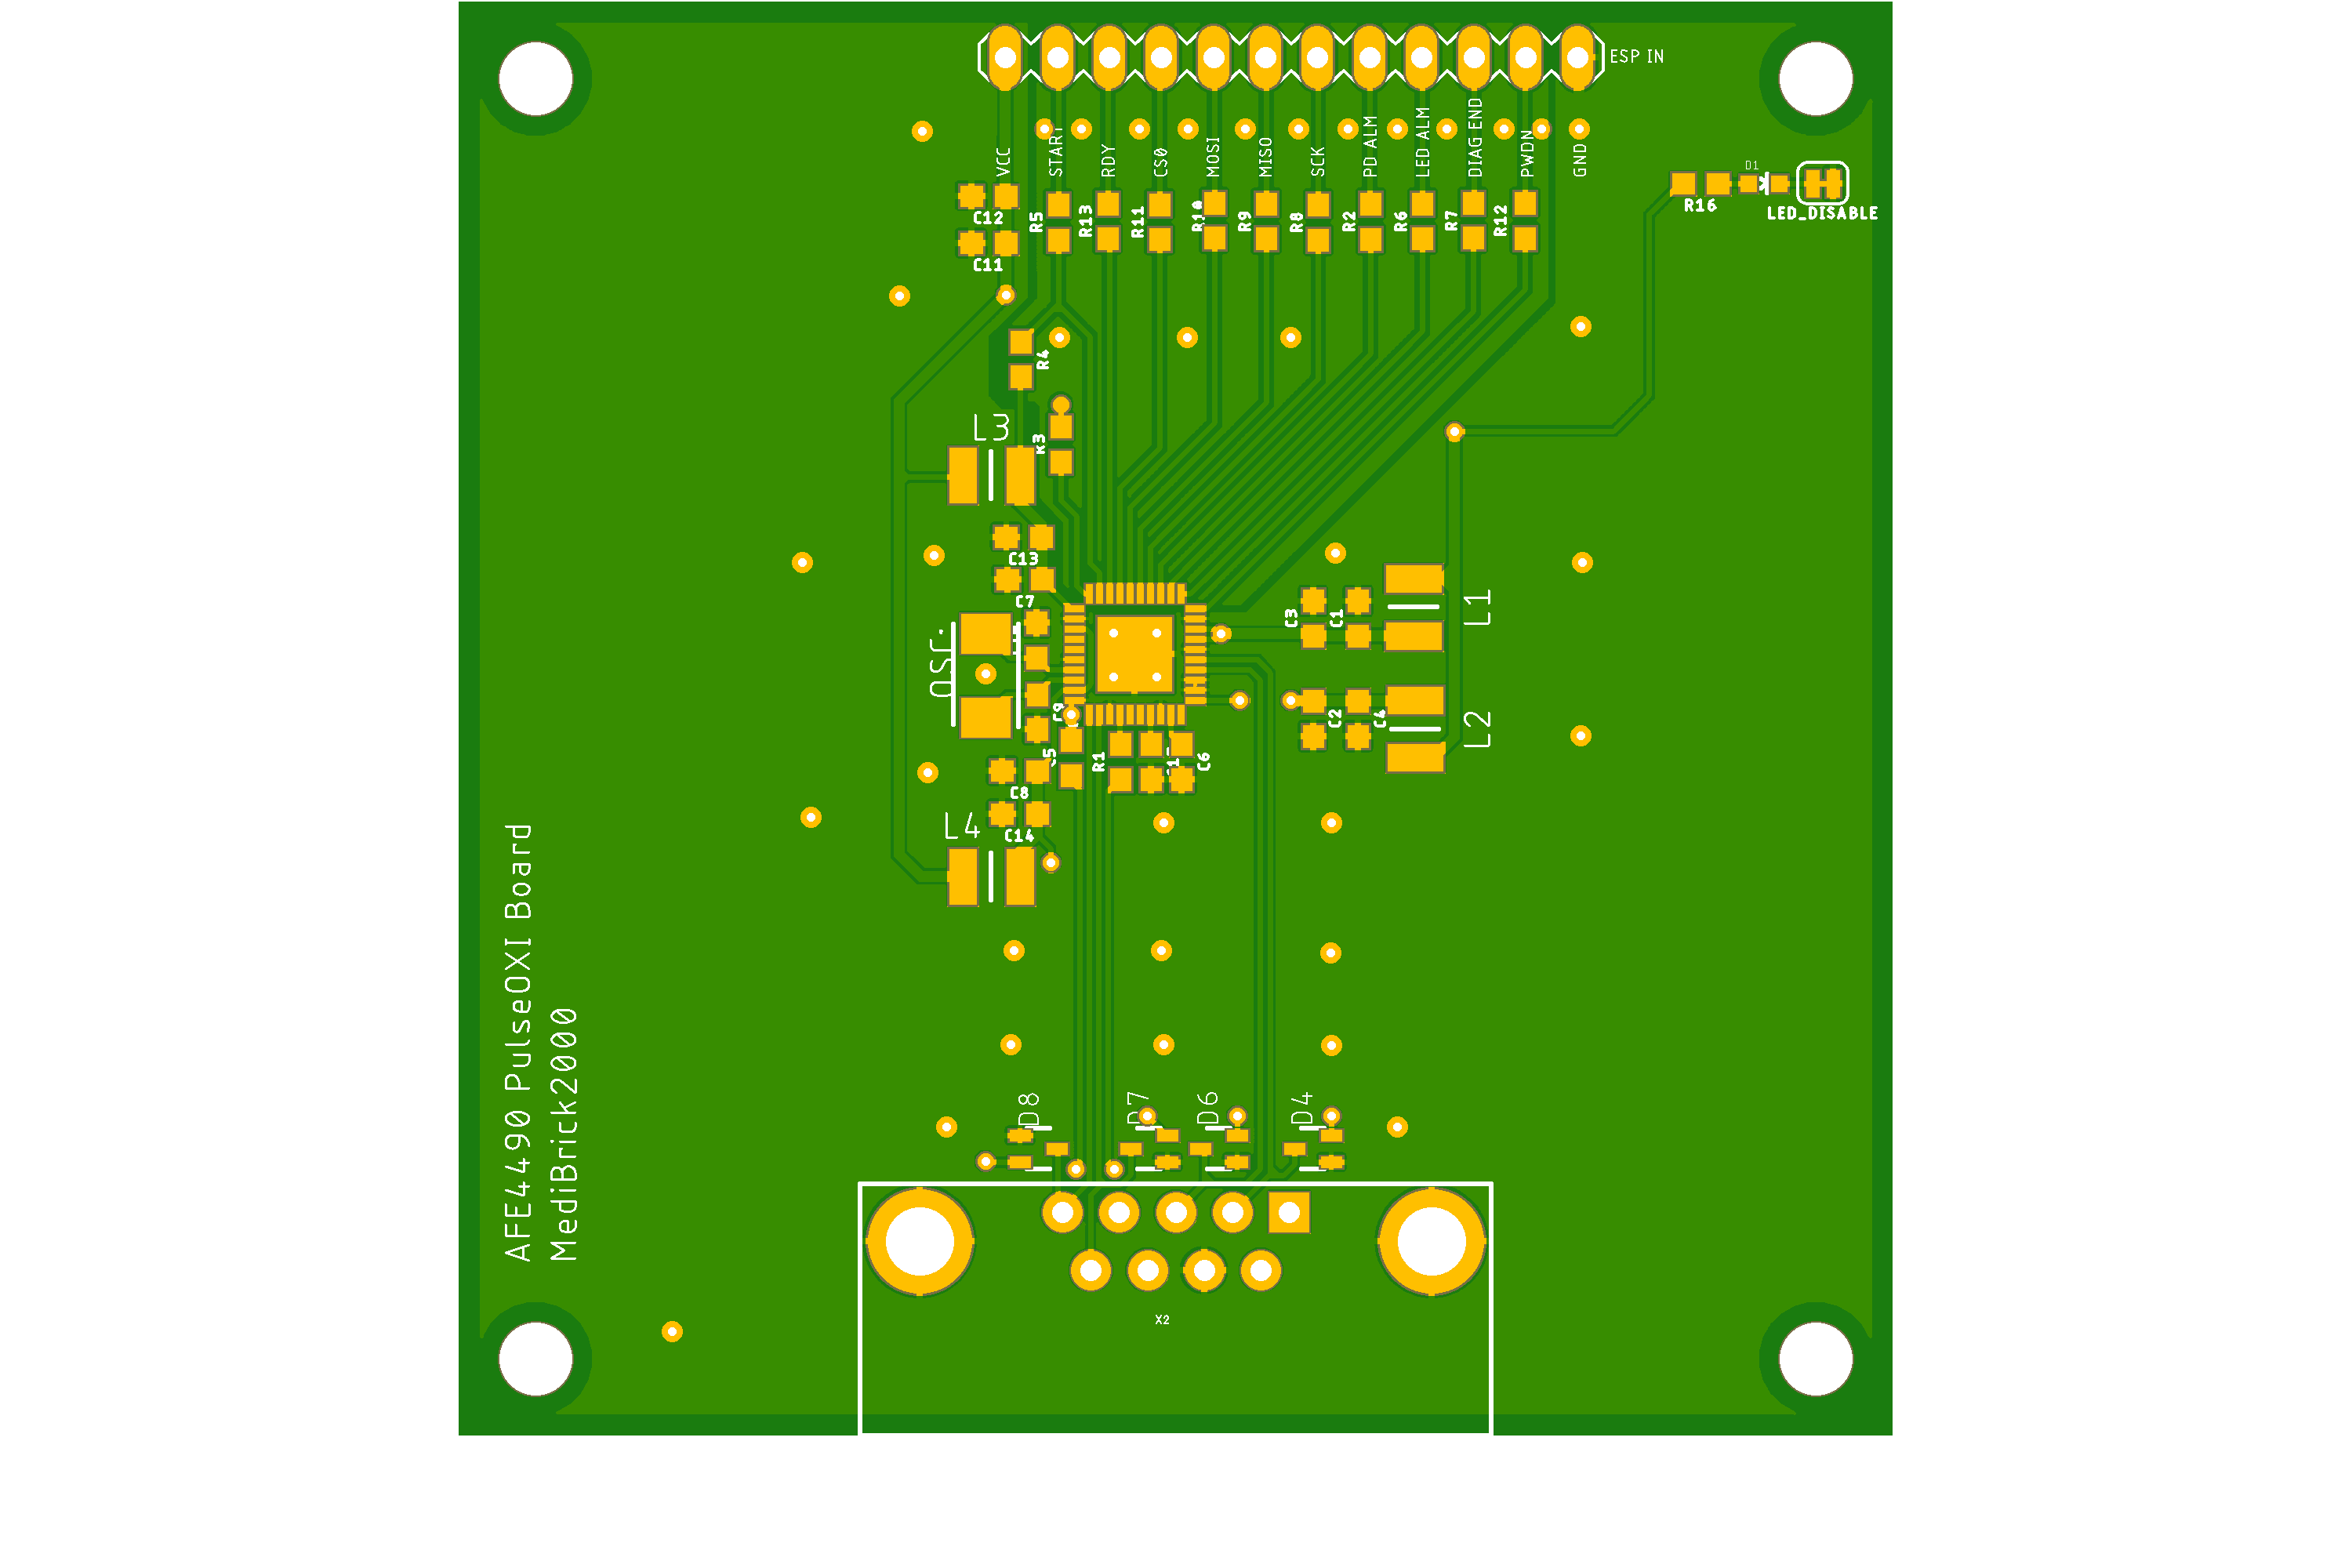 ESP IN
VCC
START
RDY
CS0
MOSI
MISO
SCK
PD ALM
LED ALM
DIAG END
PWDN
GND
D1
R16
LED_DISABLE
C12
C11
R5
R13
R11
R10
R9
R8
R2
R6
R7
R12
R4
L3
R3
C13
C7
C3
C1
L1
OSC.
C9
C2
C4
L2
C5
R1
C6
C8
L4
C14
AFE4490 PulseOXI Board
MediBrick2000
D8
D7
D6
D4
X2